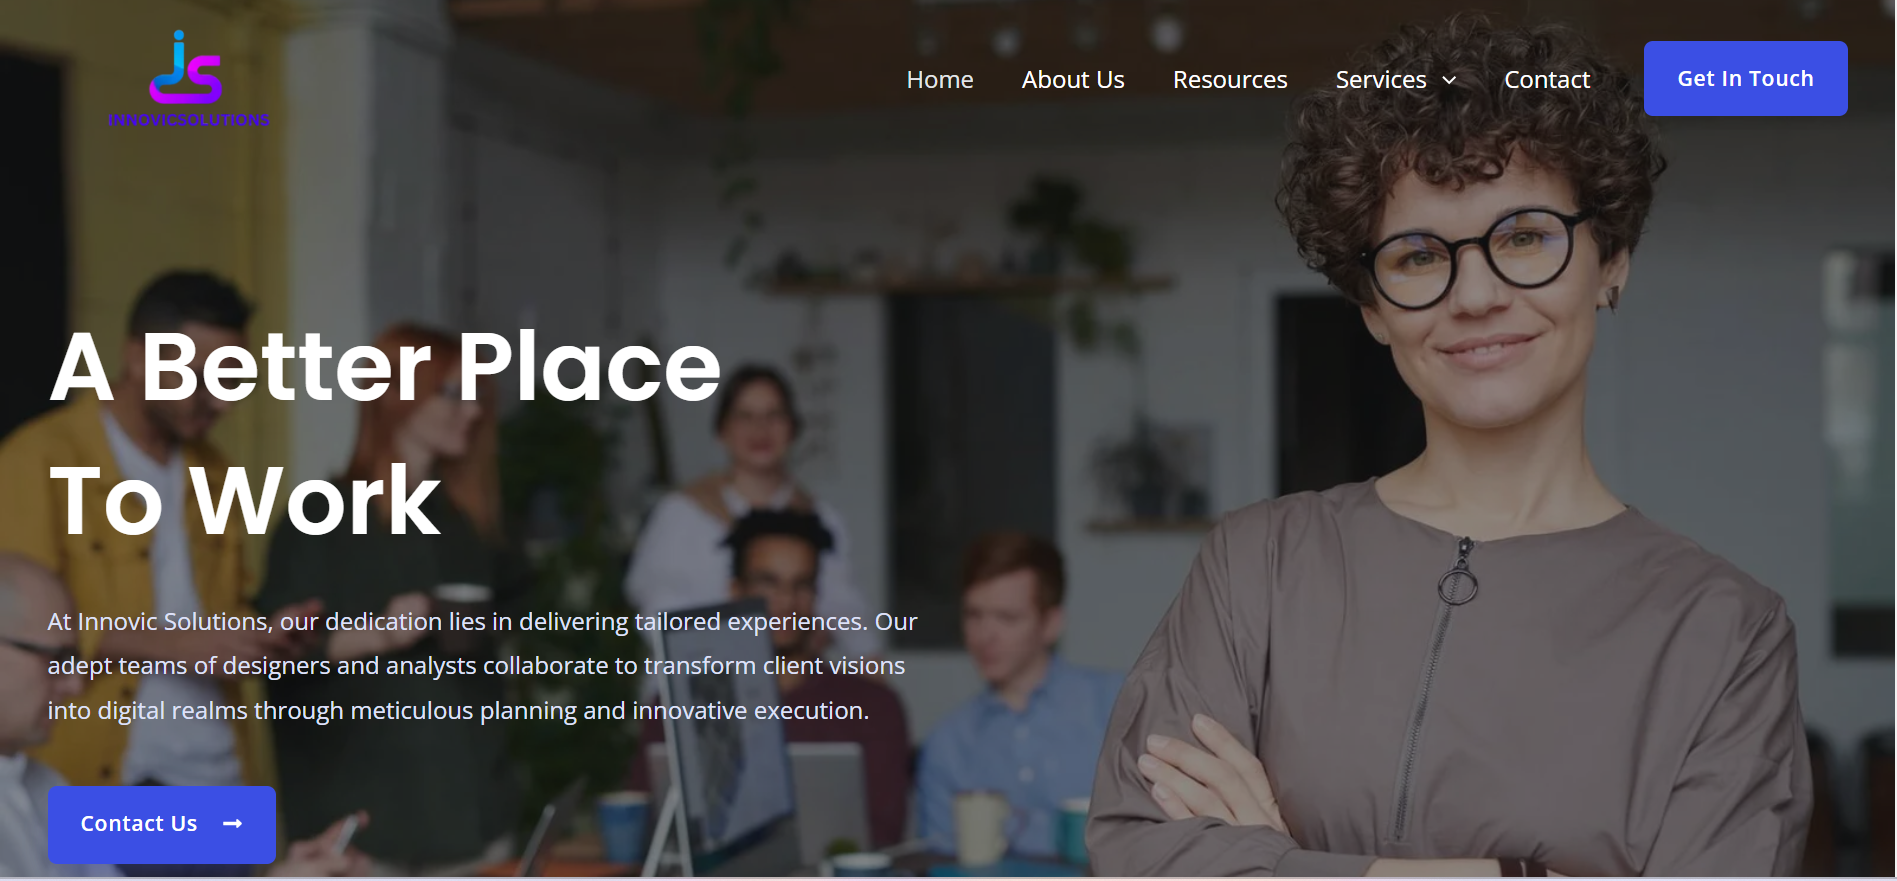 JS
INNOVICSOLUTIONS
Home About Us Resources Services Contact Get In Touch
A Better Place
To Work
At Innovic Solutions, our dedication lies in delivering tailored experiences. Our
adept teams of designers and analysts collaborate to transform client visions
into digital realms through meticulous planning and innovative execution.
Contact Us